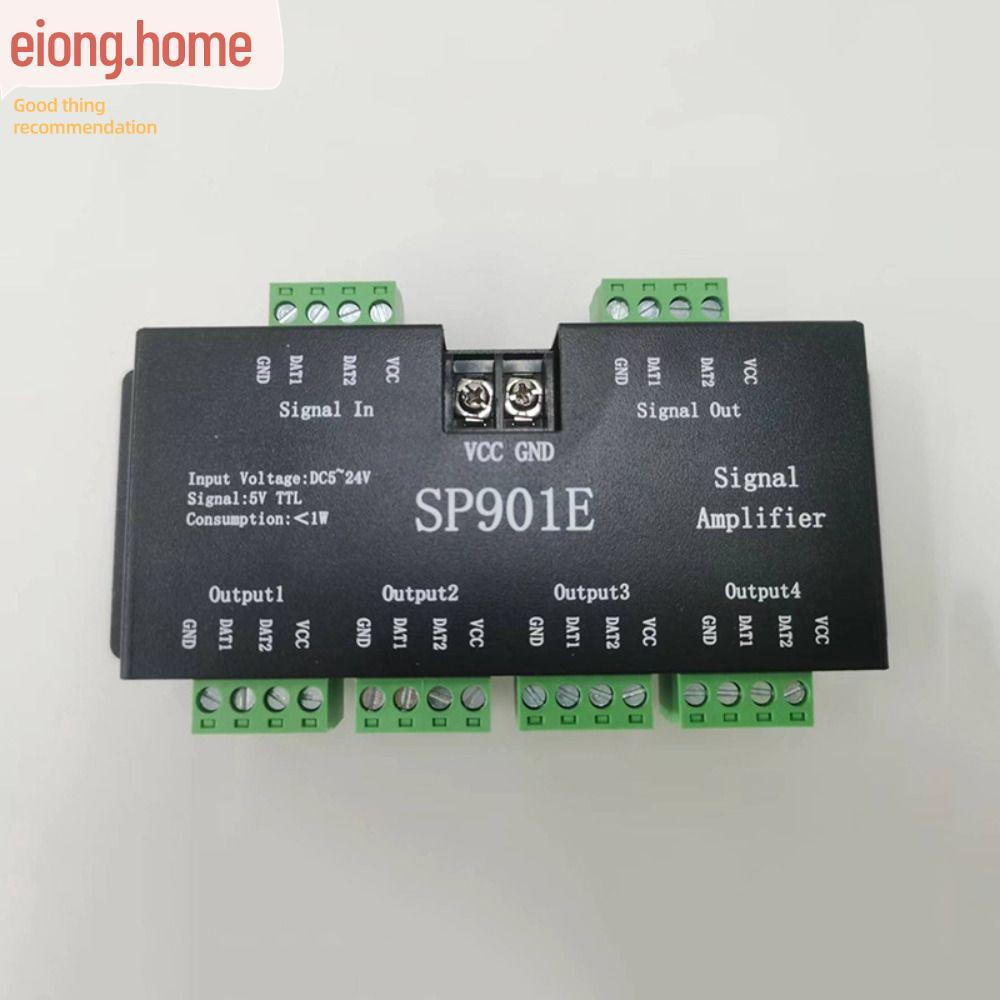 eiong.home
Good thing
recommendation
GND DAT1 DAT2 VCC
Signal In
GND DAT1 DAT2 VCC
Signal Out
VCC GND
Input Voltage:DC5~24V
Signal:5V TTL
Consumption:<1W
SP901E
Signal
Amplifier
Output1
GND DAT1 DAT2 VCC
Output2
GND DAT1 DAT2 VCC
Output3
GND DAT1 DAT2 VCC
Output4
GND DAT1 DAT2 VCC